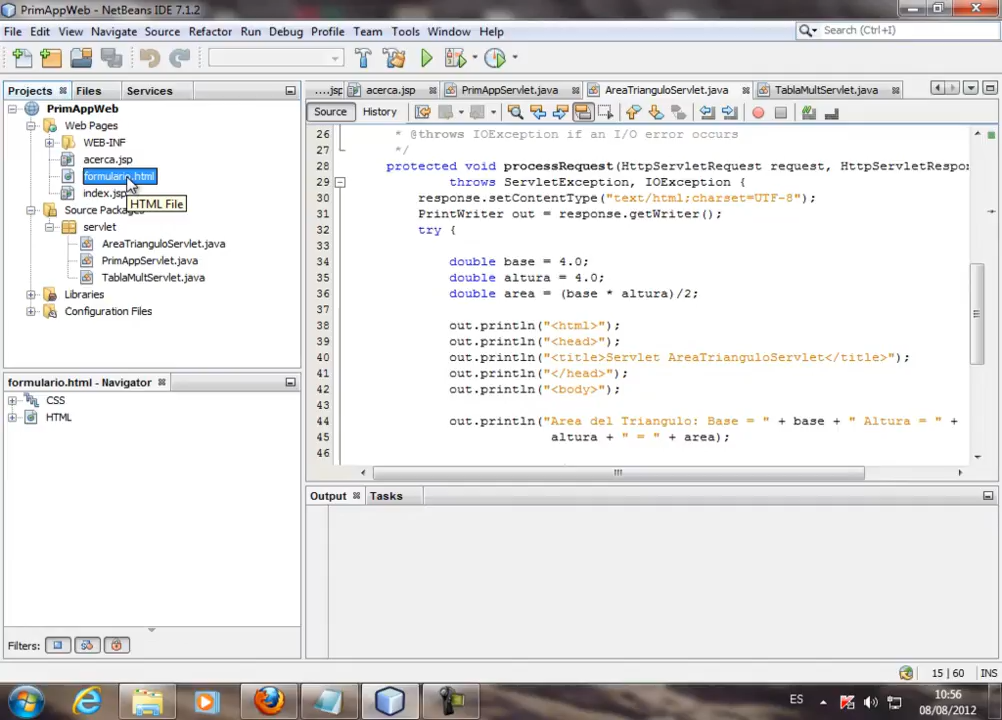 PrimAppWeb - NetBeans IDE 7.1.2
File Edit View Navigate Source Refactor Run Debug Profile Team Tools Window Help
Search (Ctrl+I)
Projects Files Services
....jsp acerca.jsp PrimAppServlet.java AreaTrianguloServlet.java TablaMultServlet.java
Source History
PrimAppWeb
Web Pages
WEB-INF
acerca.jsp
formulario.html
index.jsp
HTML File
Source Packages
servlet
AreaTrianguloServlet.java
PrimAppServlet.java
TablaMultServlet.java
Libraries
Configuration Files
26 * @throws IOException if an I/O error occurs
27 */
28 protected void processRequest(HttpServletRequest request, HttpServletRespo
29 throws ServletException, IOException {
30 response.setContentType("text/html;charset=UTF-8");
31 PrintWriter out = response.getWriter();
32 try {
33
34 double base = 4.0;
35 double altura = 4.0;
36 double area = (base * altura)/2;
37
38 out.println("<html>");
39 out.println("<head>");
40 out.println("<title>Servlet AreaTrianguloServlet</title>");
41 out.println("</head>");
42 out.println("<body>");
43
44 out.println("Area del Triangulo: Base = " + base + " Altura = " +
45 altura + " = " + area);
46
formulario.html - Navigator
CSS
HTML
Filters:
Output Tasks
15 | 60 INS
ES
10:56
08/08/2012